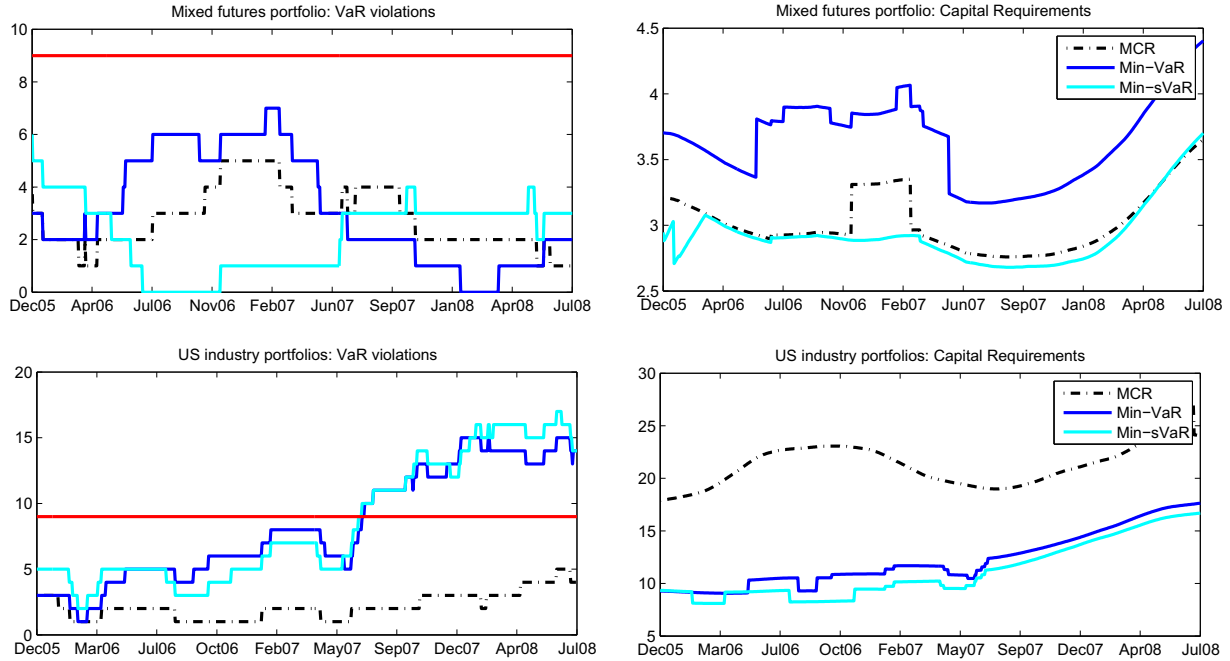 Mixed futures portfolio: VaR violations
10
8
6
4
2
0
Dec05 Apr06 Jul06 Nov06 Feb07 Jun07 Sep07 Jan08 Apr08 Jul08
Mixed futures portfolio: Capital Requirements
4.5
4
3.5
3
2.5
MCR
Min-VaR
Min-sVaR
Dec05 Apr06 Jul06 Nov06 Feb07 Jun07 Sep07 Jan08 Apr08 Jul08
US industry portfolios: VaR violations
20
15
10
5
0
Dec05 Mar06 Jul06 Oct06 Feb07 May07 Sep07 Dec07 Apr08 Jul08
US industry portfolios: Capital Requirements
30
25
20
15
10
5
MCR
Min-VaR
Min-sVaR
Dec05 Mar06 Jul06 Oct06 Feb07 May07 Sep07 Dec07 Apr08 Jul08